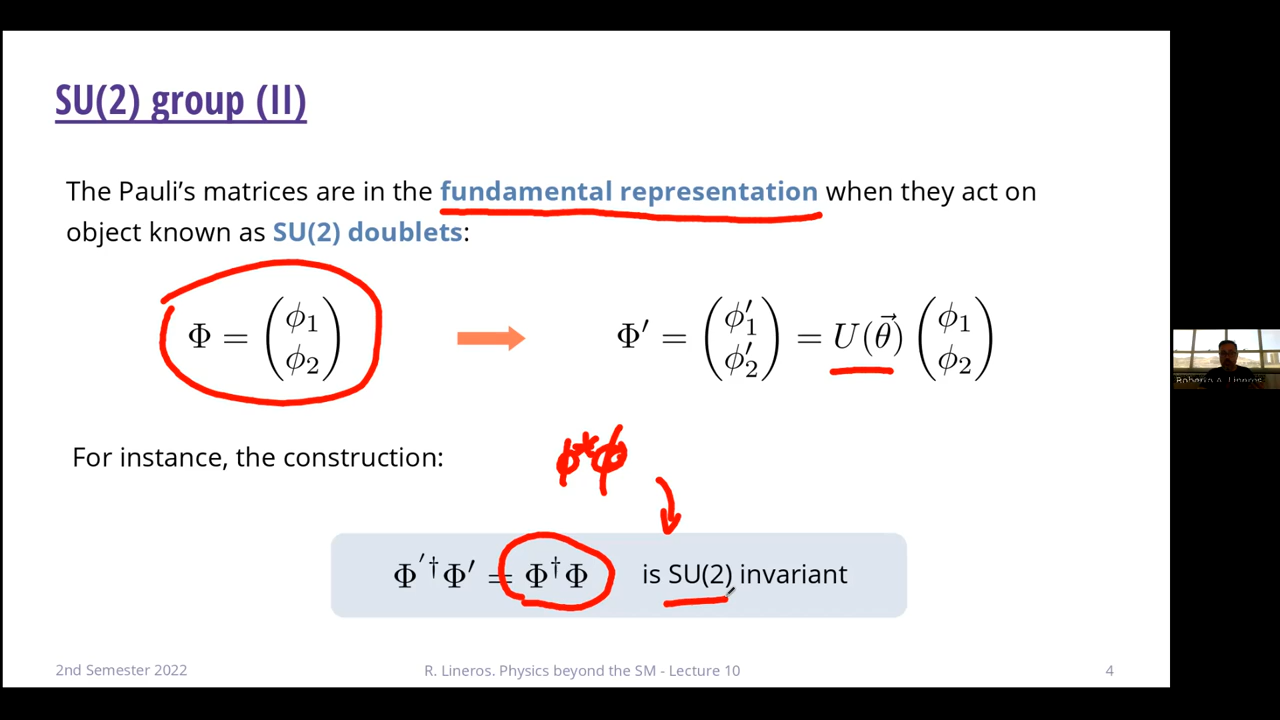 SU(2) group (II)
The Pauli’s matrices are in the fundamental representation when they act on
object known as SU(2) doublets:
Φ = (ϕ₁ ϕ₂) Φ′ = (ϕ′₁ ϕ′₂) = U(θ⃗) (ϕ₁ ϕ₂)
ϕ*ϕ
For instance, the construction:
Φ′†Φ′ = Φ†Φ is SU(2) invariant
2nd Semester 2022 R. Lineros. Physics beyond the SM - Lecture 10 4
Roberto A. Lineros